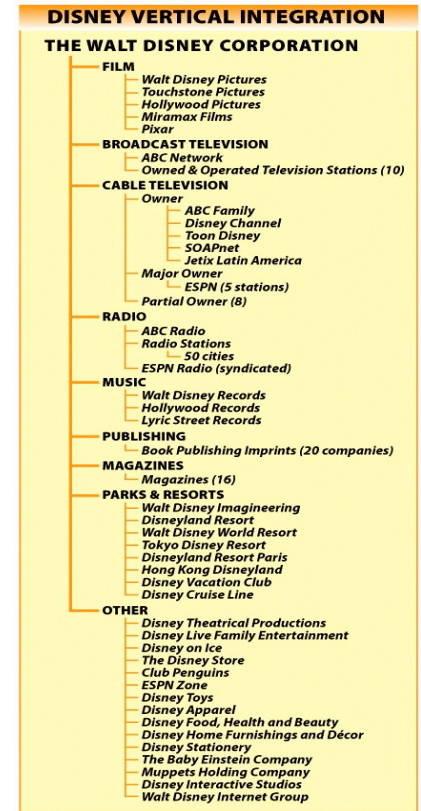 DISNEY VERTICAL INTEGRATION
THE WALT DISNEY CORPORATION
FILM
Walt Disney Pictures
Touchstone Pictures
Hollywood Pictures
Miramax Films
Pixar
BROADCAST TELEVISION
ABC Network
Owned & Operated Television Stations (10)
CABLE TELEVISION
Owner
ABC Family
Disney Channel
Toon Disney
SOAPnet
Jetix Latin America
Major Owner
ESPN (5 stations)
Partial Owner (8)
RADIO
ABC Radio
Radio Stations
50 cities
ESPN Radio (syndicated)
MUSIC
Walt Disney Records
Hollywood Records
Lyric Street Records
PUBLISHING
Book Publishing Imprints (20 companies)
MAGAZINES
Magazines (16)
PARKS & RESORTS
Walt Disney Imagineering
Disneyland Resort
Walt Disney World Resort
Tokyo Disney Resort
Disneyland Resort Paris
Hong Kong Disneyland
Disney Vacation Club
Disney Cruise Line
OTHER
Disney Theatrical Productions
Disney Live Family Entertainment
Disney on Ice
The Disney Store
Club Penguins
ESPN Zone
Disney Toys
Disney Apparel
Disney Food, Health and Beauty
Disney Home Furnishings and Décor
Disney Stationery
The Baby Einstein Company
Muppets Holding Company
Disney Interactive Studios
Walt Disney Internet Group